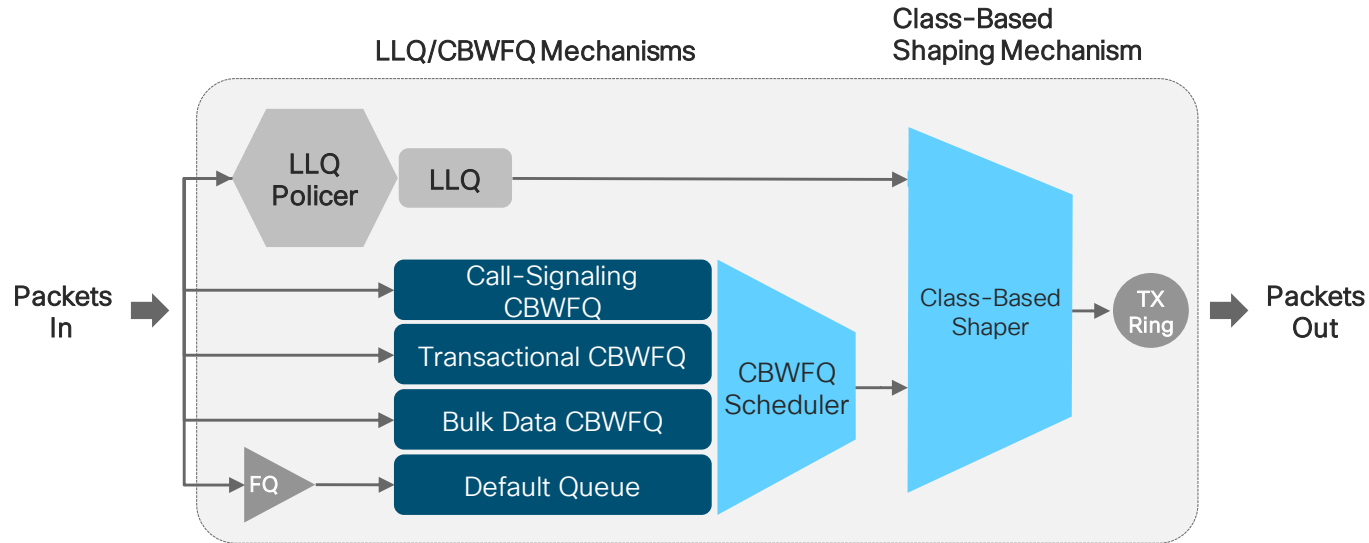 LLQ/CBWFQ Mechanisms
Class-Based
Shaping Mechanism
LLQ
Policer
LLQ
Packets
In
Call-Signaling
CBWFQ
Transactional CBWFQ
Bulk Data CBWFQ
FQ
Default Queue
CBWFQ
Scheduler
Class-Based
Shaper
TX
Ring
Packets
Out